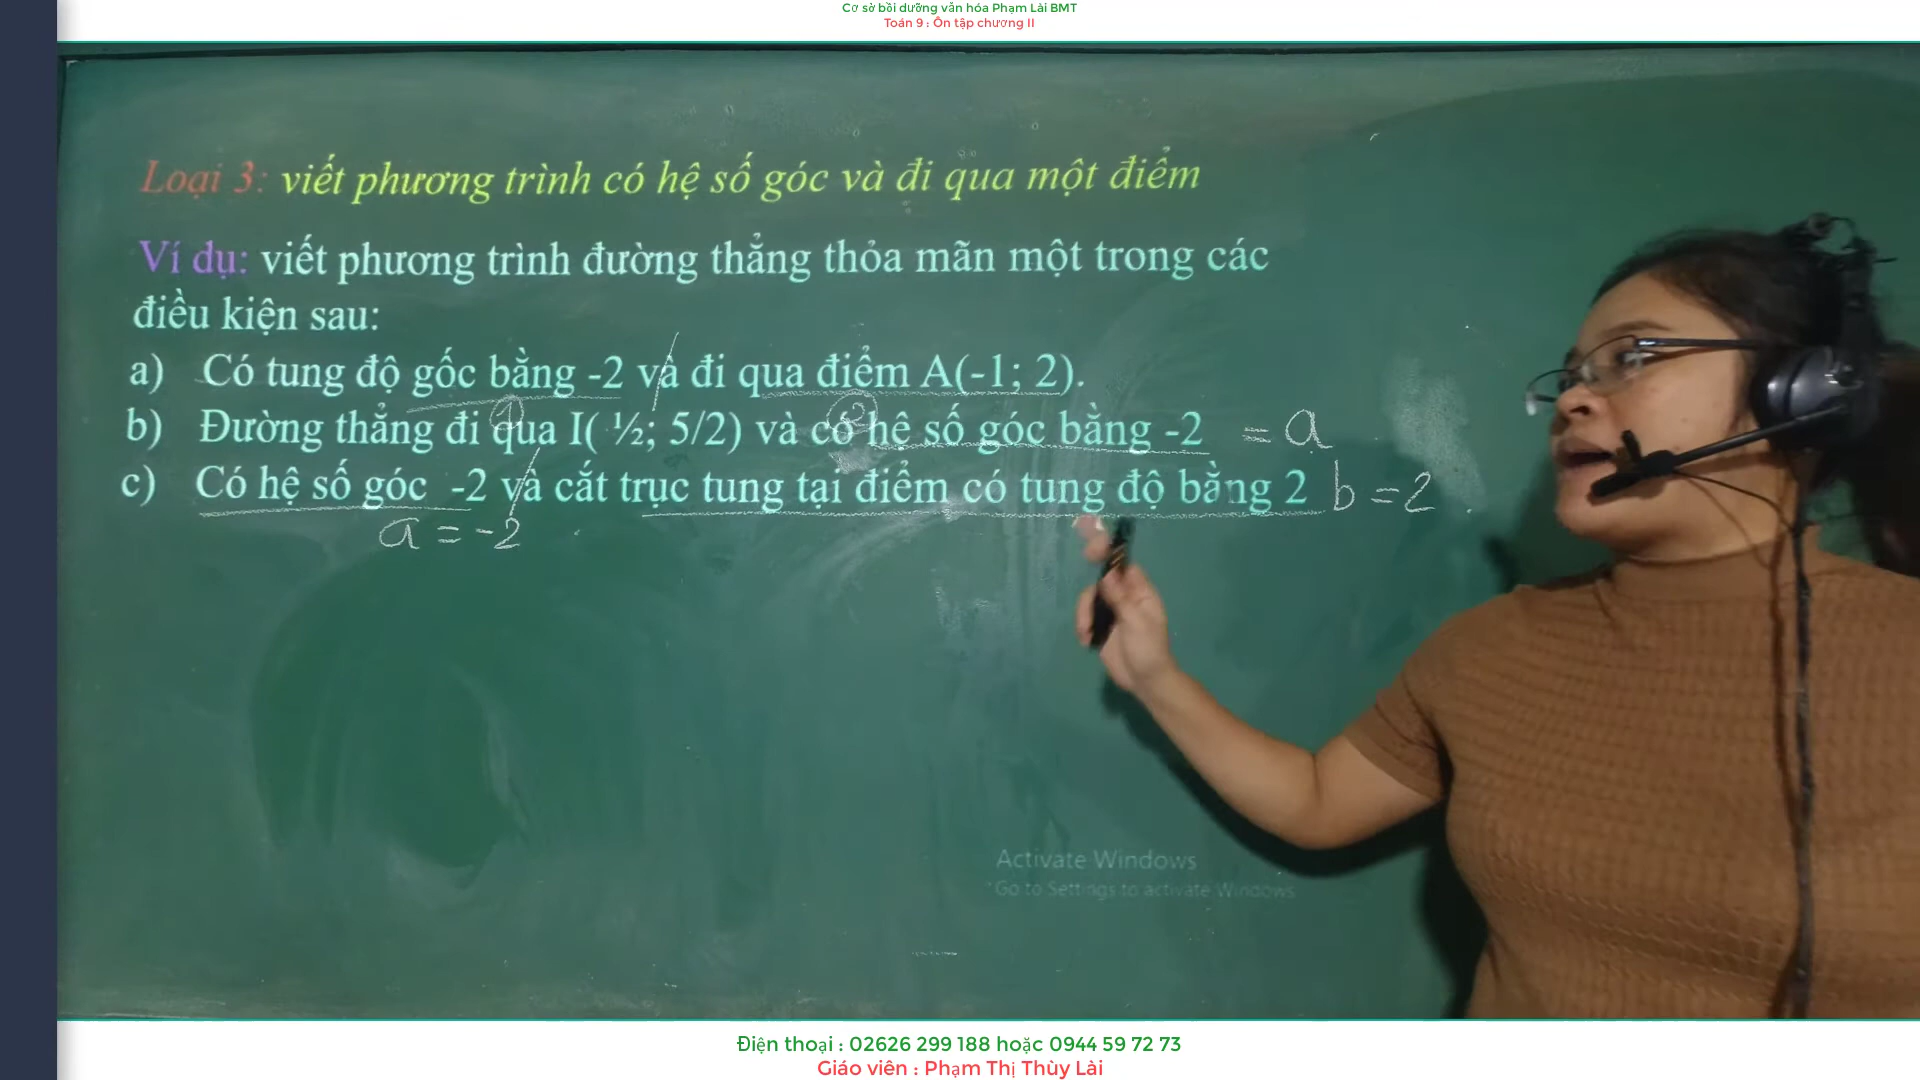 Cơ sở bồi dưỡng văn hóa Phạm Lài BMT
Toán 9 : Ôn tập chương II
Loại 3: viết phương trình có hệ số góc và đi qua một điểm
Ví dụ: viết phương trình đường thẳng thỏa mãn một trong các
điều kiện sau:
a) Có tung độ gốc bằng -2 và đi qua điểm A(-1; 2).
① ②
b) Đường thẳng đi qua I( ½; 5/2) và có hệ số góc bằng -2 = a
c) Có hệ số góc -2 và cắt trục tung tại điểm có tung độ bằng 2 b = 2
a = -2
Activate Windows
Go to Settings to activate Windows
Điện thoại : 02626 299 188 hoặc 0944 59 72 73
Giáo viên : Phạm Thị Thùy Lài